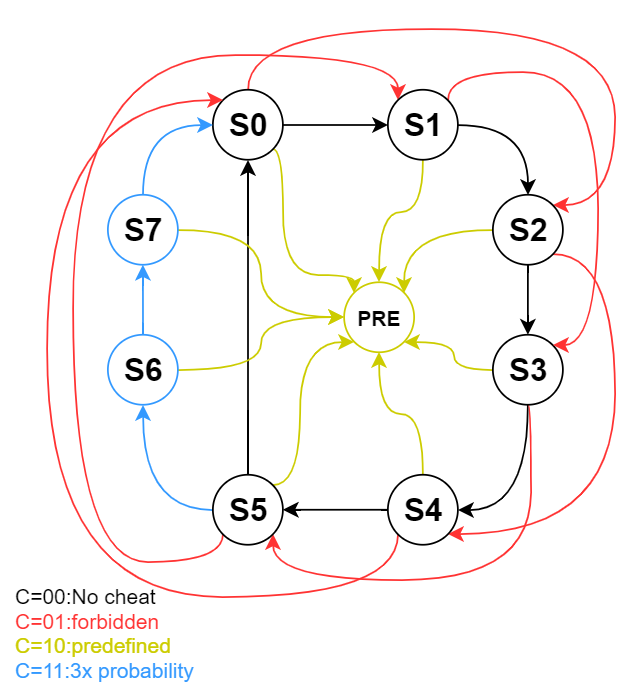 S0
S1
S7
S2
PRE
S6
S3
S5
S4
C=00:No cheat
C=01:forbidden
C=10:predefined
C=11:3x probability